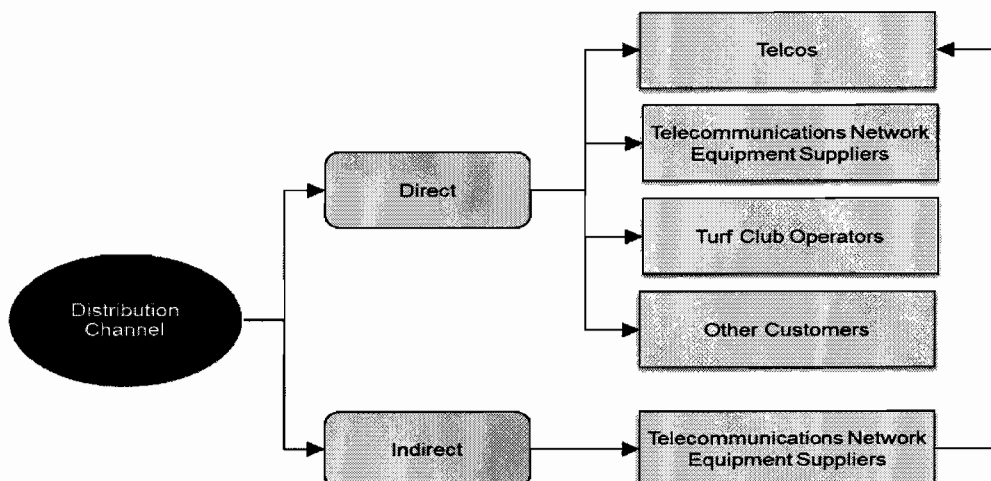 Telcos
Telecommunications Network
Equipment Suppliers
Direct
Turf Club Operators
Distribution
Channel
Other Customers
Indirect
Telecommunications Network
Equipment Suppliers